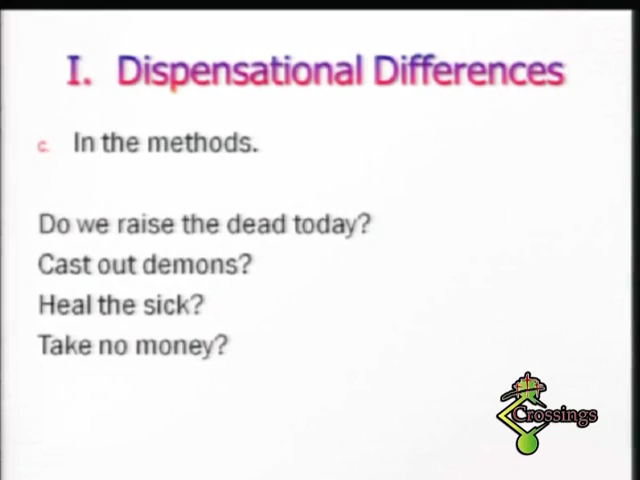 I. Dispensational Differences
c. In the methods.
Do we raise the dead today?
Cast out demons?
Heal the sick?
Take no money?
Crossings